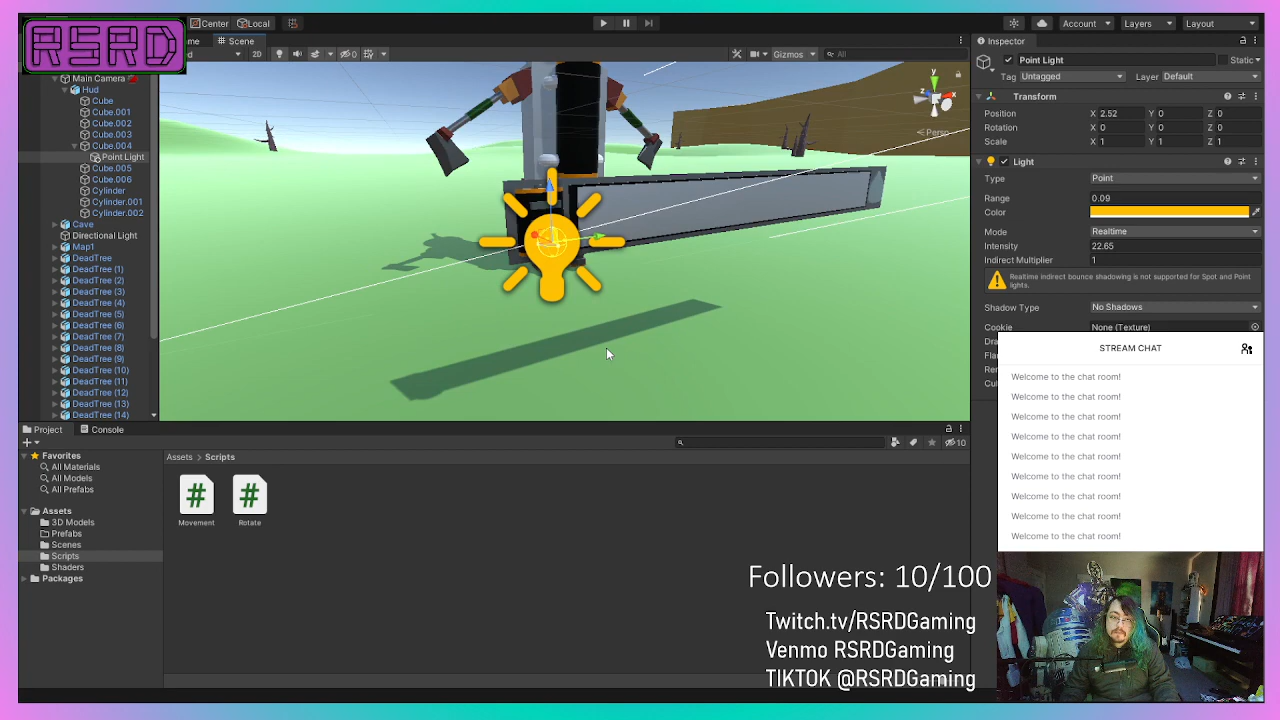 RSRD
Center
Local
Account
Layers
Layout
Scene
2D
0
Gizmos
All
Main Camera
Hud
Cube
Cube.001
Cube.002
Cube.003
Cube.004
Point Light
Cube.005
Cube.006
Cylinder
Cylinder.001
Cylinder.002
Cave
Directional Light
Map1
DeadTree
DeadTree (1)
DeadTree (2)
DeadTree (3)
DeadTree (4)
DeadTree (5)
DeadTree (6)
DeadTree (7)
DeadTree (8)
DeadTree (9)
DeadTree (10)
DeadTree (11)
DeadTree (12)
DeadTree (13)
DeadTree (14)
y
z
x
Persp
Inspector
Point Light
Static
Tag Untagged Layer Default
Transform
Position X 2.52 Y 0 Z 0
Rotation X 0 Y 0 Z 0
Scale X 1 Y 1 Z 1
Light
Type Point
Range 0.09
Color
Mode Realtime
Intensity 22.65
Indirect Multiplier 1
Realtime indirect bounce shadowing is not supported for Spot and Point
lights.
Shadow Type No Shadows
Cookie None (Texture)
STREAM CHAT
Welcome to the chat room!
Welcome to the chat room!
Welcome to the chat room!
Welcome to the chat room!
Welcome to the chat room!
Welcome to the chat room!
Welcome to the chat room!
Welcome to the chat room!
Welcome to the chat room!
Project
Console
10
Favorites
All Materials
All Models
All Prefabs
Assets
3D Models
Prefabs
Scenes
Scripts
Shaders
Packages
Assets
Scripts
#
#
Movement
Rotate
Followers: 10/100
Twitch.tv/RSRDGaming
Venmo RSRDGaming
TIKTOK @RSRDGaming